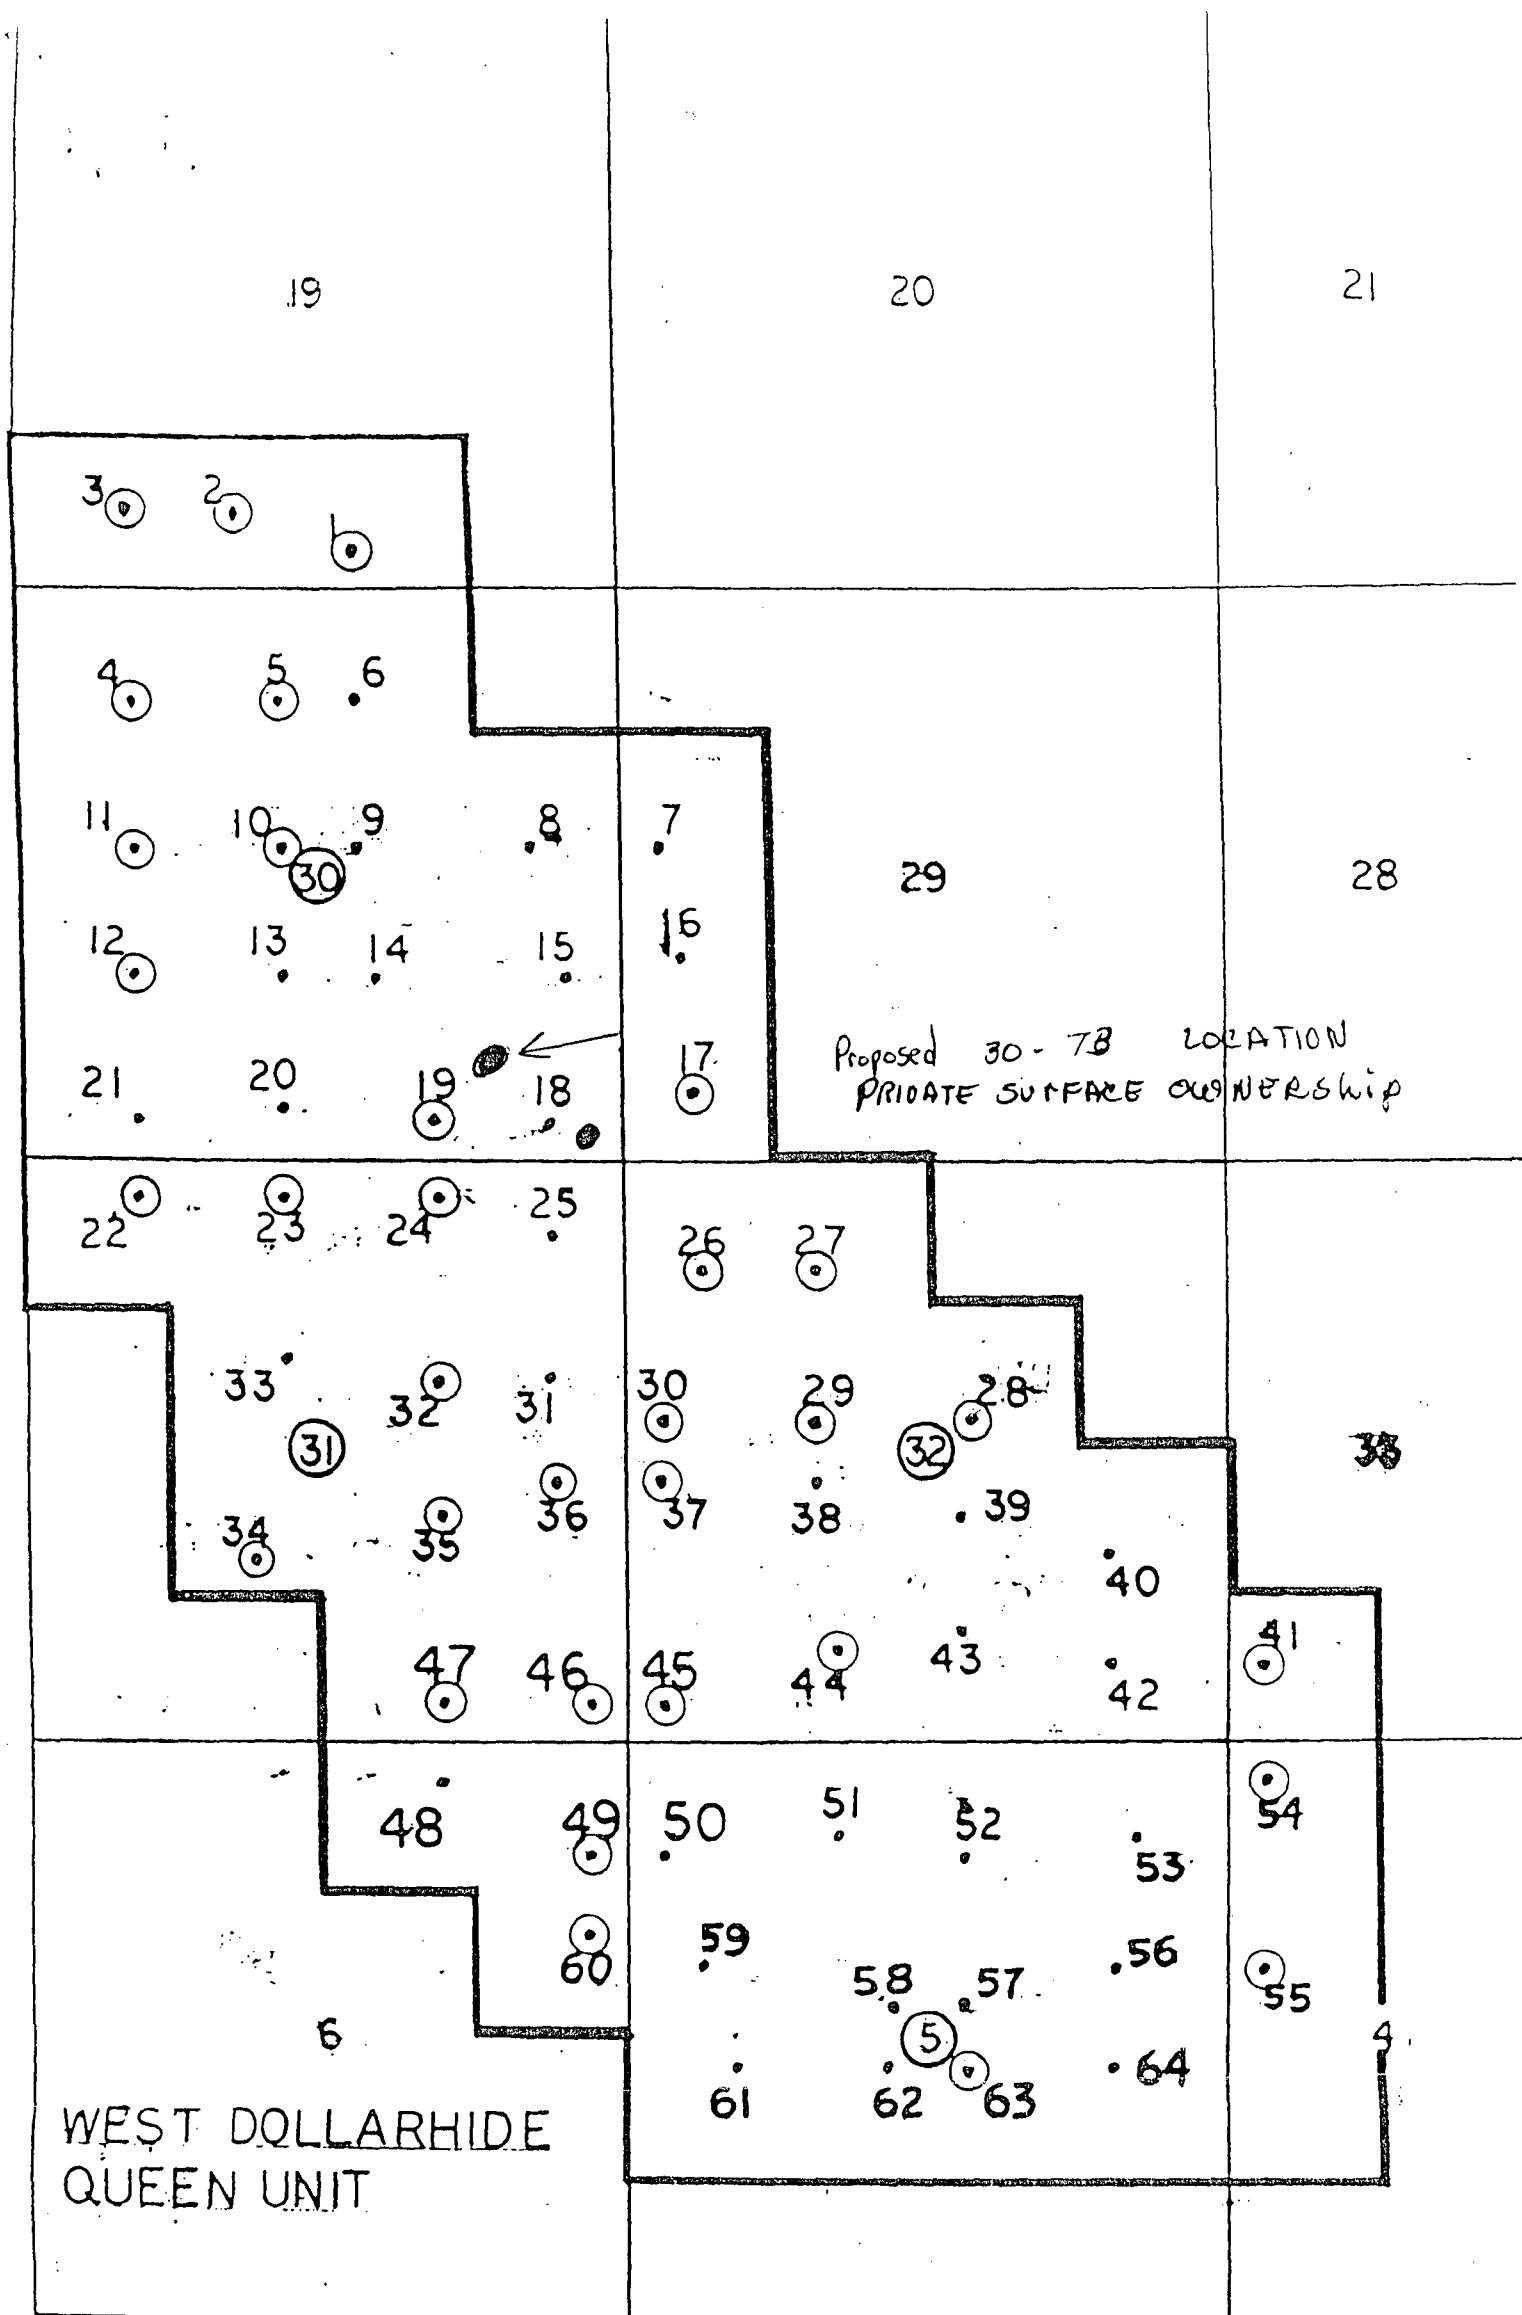 19 20 21
3 2 1
4 5 6
11 10 9 8 7
30 29 28
12 13 14 15 16
Proposed 30 - 7B LOCATION
PRIVATE SURFACE OWNERShip
21 20 19 18 17
22 23 24 25 26 27
33 32 31 30 29 28
31 32 33
34 35 36 37 38 39
40
47 46 45 44 43 42 41
48 49 50 51 52 53 54
60 59 58 57 56 55
6 5 4
61 62 63 64
WEST DOLLARHIDE
QUEEN UNIT